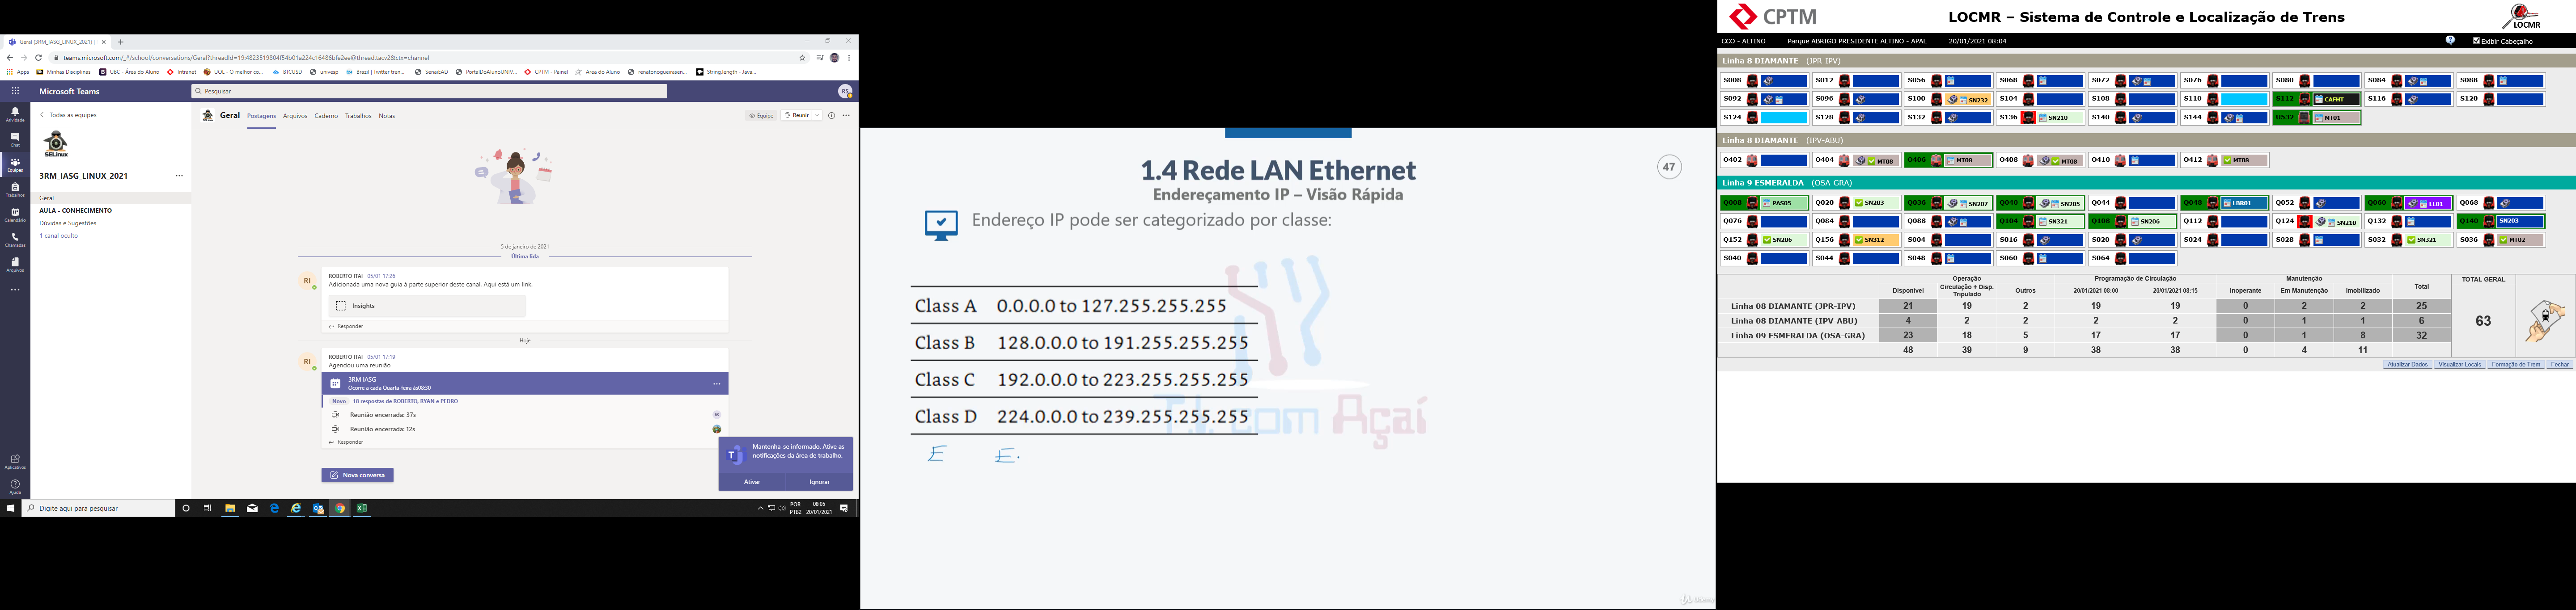 Geral (3RM_IASG_LINUX_2021) |
teams.microsoft.com/_#/school/conversations/Geral?threadId=19:4823519804f54b01a224c16486bfe2ee@thread.tacv2&ctx=channel
Apps Minhas Disciplinas UBC - Área do Aluno Intranet UOL - O melhor co... BTCUSD univesp Brazil | Twitter tren... SenaiEAD PortalDoAlunoUNIV... CPTM - Painel Área do Aluno renatonogueirasen... String.length - Java...
Microsoft Teams
Pesquisar
RS
Atividade
Chat
Equipes
Trabalhos
Calendário
Chamadas
Arquivos
Aplicativos
Ajuda
Todas as equipes
SELinux
3RM_IASG_LINUX_2021
Geral
AULA - CONHECIMENTO
Dúvidas e Sugestões
1 canal oculto
Geral Postagens Arquivos Caderno Trabalhos Notas
Equipe Reunir
5 de janeiro de 2021
Última lida
RI
ROBERTO ITAI 05/01 17:26
Adicionada uma nova guia à parte superior deste canal. Aqui está um link.
Insights
Responder
Hoje
RI
ROBERTO ITAI 05/01 17:19
Agendou uma reunião
3RM IASG
Ocorre a cada Quarta-feira às08:30
Novo 18 respostas de ROBERTO, RYAN e PEDRO
Reunião encerrada: 37s
Reunião encerrada: 12s
Responder
Nova conversa
Mantenha-se informado. Ative as
notificações da área de trabalho.
Ativar Ignorar
Digite aqui para pesquisar
POR
PTB2
08:05
20/01/2021
47
1.4 Rede LAN Ethernet
Endereçamento IP – Visão Rápida
Endereço IP pode ser categorizado por classe:
Class A 0.0.0.0 to 127.255.255.255
Class B 128.0.0.0 to 191.255.255.255
Class C 192.0.0.0 to 223.255.255.255
Class D 224.0.0.0 to 239.255.255.255
E E.
T.I. com Açaí
CPTM
LOCMR – Sistema de Controle e Localização de Trens
LOCMR
CCO - ALTINO Parque ABRIGO PRESIDENTE ALTINO - APAL 20/01/2021 08:04
Exibir Cabeçalho
Linha 8 DIAMANTE (JPR-IPV)
S008 S012 S056 S068 S072 S076 S080 S084 S088
S092 S096 S100 SN232 S104 S108 S110 S112 CAFHT S116 S120
S124 S128 S132 S136 SN210 S140 S144 U532 MT01
Linha 8 DIAMANTE (IPV-ABU)
O402 O404 MT08 O406 MT08 O408 MT08 O410 O412 MT08
Linha 9 ESMERALDA (OSA-GRA)
Q008 PAS05 Q020 SN203 Q036 SN207 Q040 SN205 Q044 Q048 LBR01 Q052 Q060 LL01 Q068
Q076 Q084 Q088 Q104 SN321 Q108 SN206 Q112 Q124 SN210 Q132 Q140 SN203
Q152 SN206 Q156 SN312 S004 S016 S020 S024 S028 S032 SN321 S036 MT02
S040 S044 S048 S060 S064
Operação Programação de Circulação Manutenção TOTAL GERAL
Disponível Circulação + Disp. Tripulado Outros 20/01/2021 08:00 20/01/2021 08:15 Inoperante Em Manutenção Imobilizado Total
Linha 08 DIAMANTE (JPR-IPV) 21 19 2 19 19 0 2 2 25
Linha 08 DIAMANTE (IPV-ABU) 4 2 2 2 2 0 1 1 6
63
Linha 09 ESMERALDA (OSA-GRA) 23 18 5 17 17 0 1 8 32
48 39 9 38 38 0 4 11
Atualizar Dados Visualizar Locais Formação de Trem Fechar